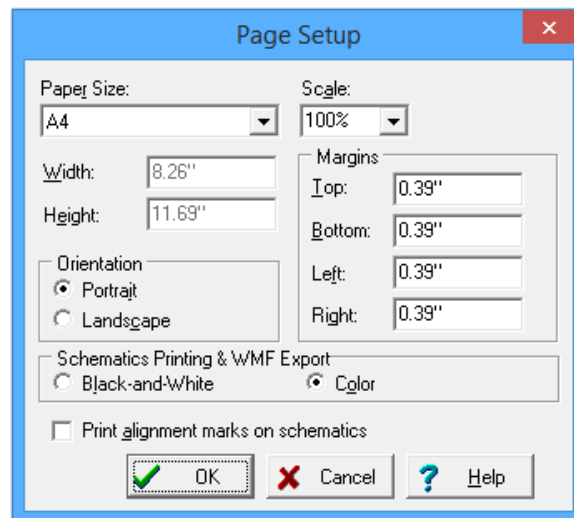 Page Setup
Paper Size:
A4
Scale:
100%
Width:
8.26"
Height:
11.69"
Margins
Top:
0.39"
Bottom:
0.39"
Left:
0.39"
Right:
0.39"
Orientation
Portrait
Landscape
Schematics Printing & WMF Export
Black-and-White
Color
Print alignment marks on schematics
OK
Cancel
Help